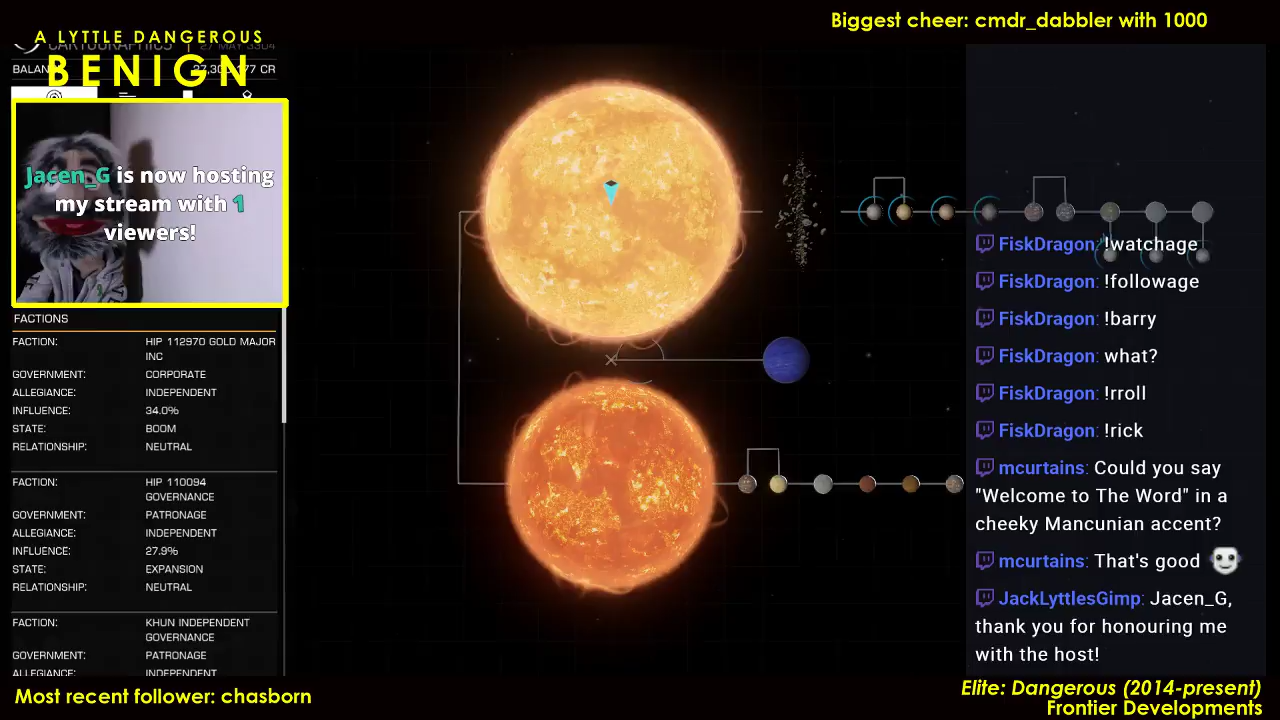 A LYTTLE DANGEROUS
BENIGN
Biggest cheer: cmdr_dabbler with 1000
CARTOGRAPHICS | 27 MAY 3304
77 CR
Jacen_G is now hosting
my stream with 1
viewers!
FACTIONS
FACTION: HIP 112970 GOLD MAJOR
INC
GOVERNMENT: CORPORATE
ALLEGIANCE: INDEPENDENT
INFLUENCE: 34.0%
STATE: BOOM
RELATIONSHIP: NEUTRAL
FACTION: HIP 110094
GOVERNANCE
GOVERNMENT: PATRONAGE
ALLEGIANCE: INDEPENDENT
INFLUENCE: 27.9%
STATE: EXPANSION
RELATIONSHIP: NEUTRAL
FACTION: KHUN INDEPENDENT
GOVERNANCE
GOVERNMENT: PATRONAGE
ALLEGIANCE: INDEPENDENT
FiskDragon: !watchage
FiskDragon: !followage
FiskDragon: !barry
FiskDragon: what?
FiskDragon: !rroll
FiskDragon: !rick
mcurtains: Could you say
"Welcome to The Word" in a
cheeky Mancunian accent?
mcurtains: That's good
JackLyttlesGimp: Jacen_G,
thank you for honouring me
with the host!
Most recent follower: chasborn
Elite: Dangerous (2014-present)
Frontier Developments